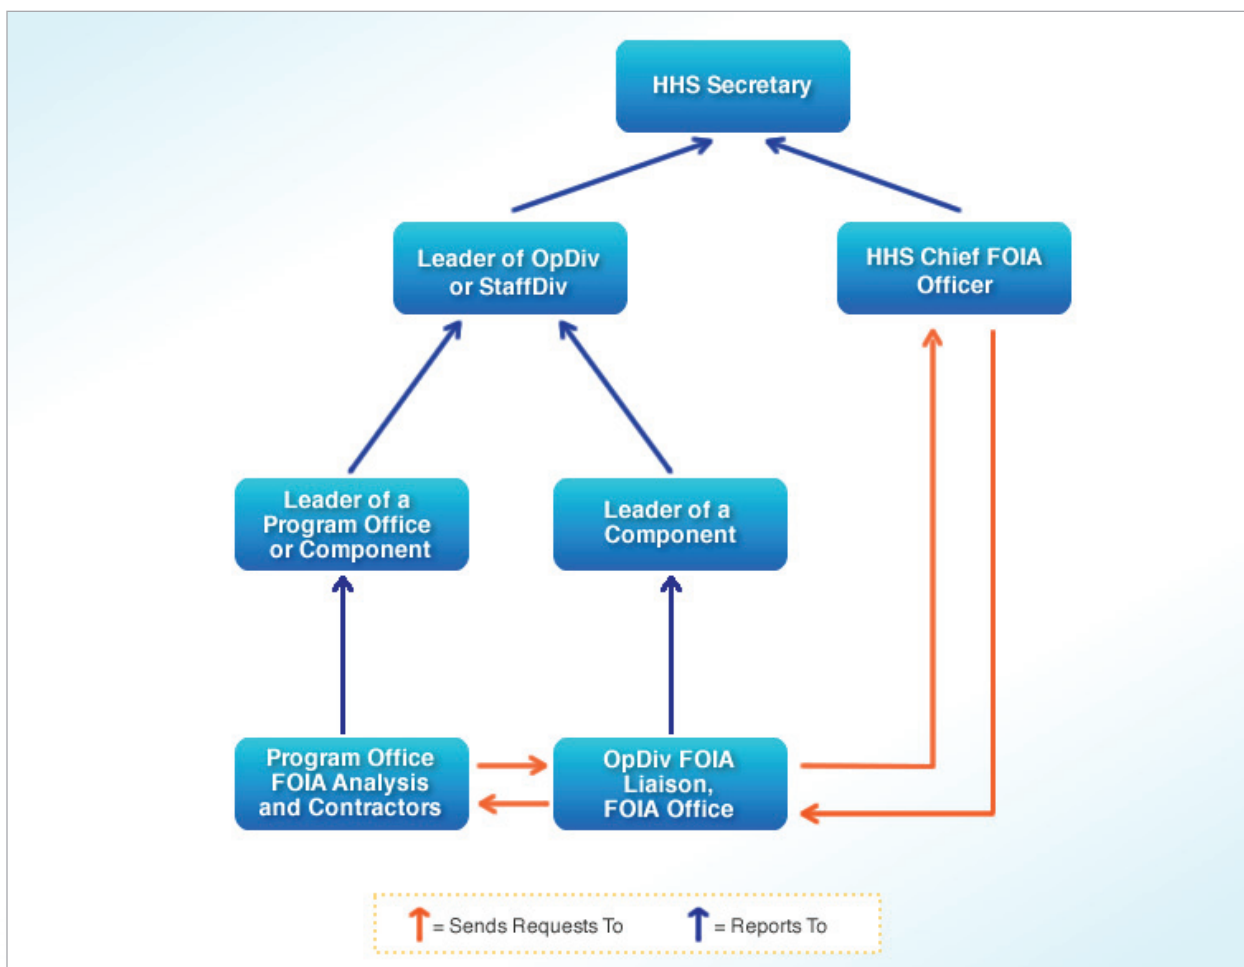 HHS Secretary
Leader of OpDiv
or StaffDiv
HHS Chief FOIA
Officer
Leader of a
Program Office
or Component
Leader of a
Component
Program Office
FOIA Analysis
and Contractors
OpDiv FOIA
Liaison,
FOIA Office
= Sends Requests To
= Reports To